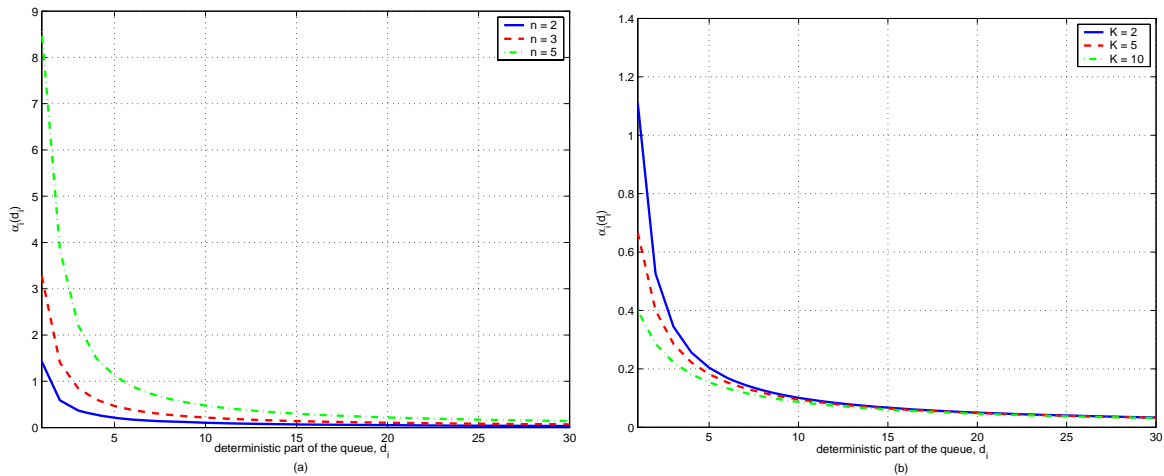 9
8
7
6
5
4
3
2
1
0
α_i(d_i)
5
10
15
20
25
30
deterministic part of the queue, d_i
(a)
n = 2
n = 3
n = 5
1.4
1.2
1
0.8
0.6
0.4
0.2
0
α_i(d_i)
5
10
15
20
25
30
deterministic part of the queue, d_i
(b)
K = 2
K = 5
K = 10